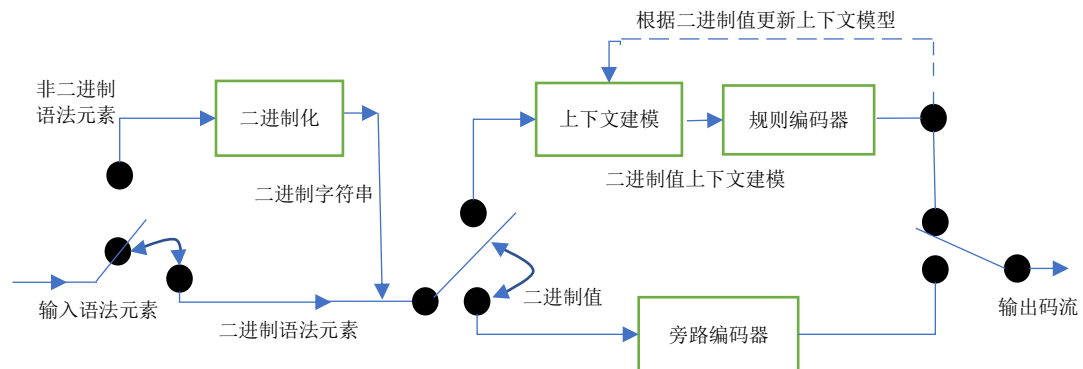 根据二进制值更新上下文模型
非二进制
语法元素
二进制化
上下文建模
规则编码器
二进制值上下文建模
二进制字符串
输入语法元素
二进制语法元素
二进制值
旁路编码器
输出码流